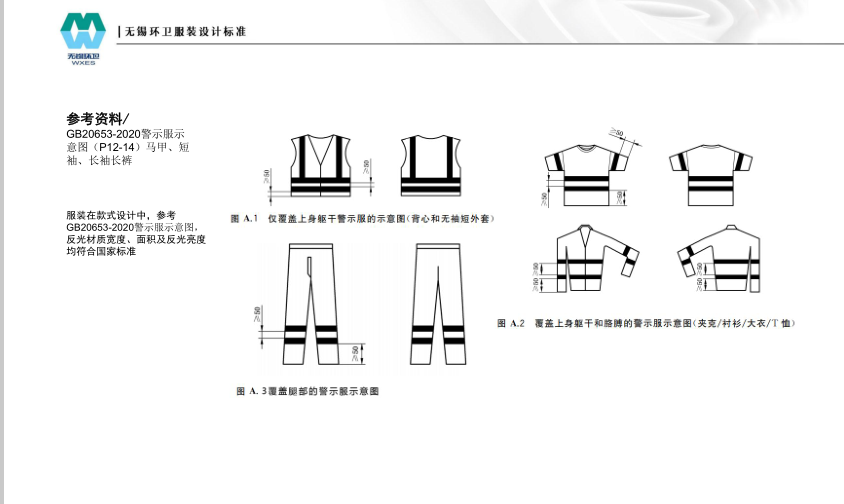 无锡环卫服装设计标准
无锡环卫
WXES
参考资料/
GB20653-2020警示服示
意图（P12-14）马甲、短
袖、长袖长裤
服装在款式设计中，参考
GB20653-2020警示服示意图，
反光材质宽度、面积及反光亮度
均符合国家标准
≥50
≥50
图 A.1 仅覆盖上身躯干警示服的示意图(背心和无袖短外套)
≥50
≥50
≥50
≥50
≥50
≥50
≥50
图 A.2 覆盖上身躯干和胳膊的警示服示意图(夹克/衬衫/大衣/T 恤)
≥50
≥50
图 A. 3覆盖腿部的警示服示意图